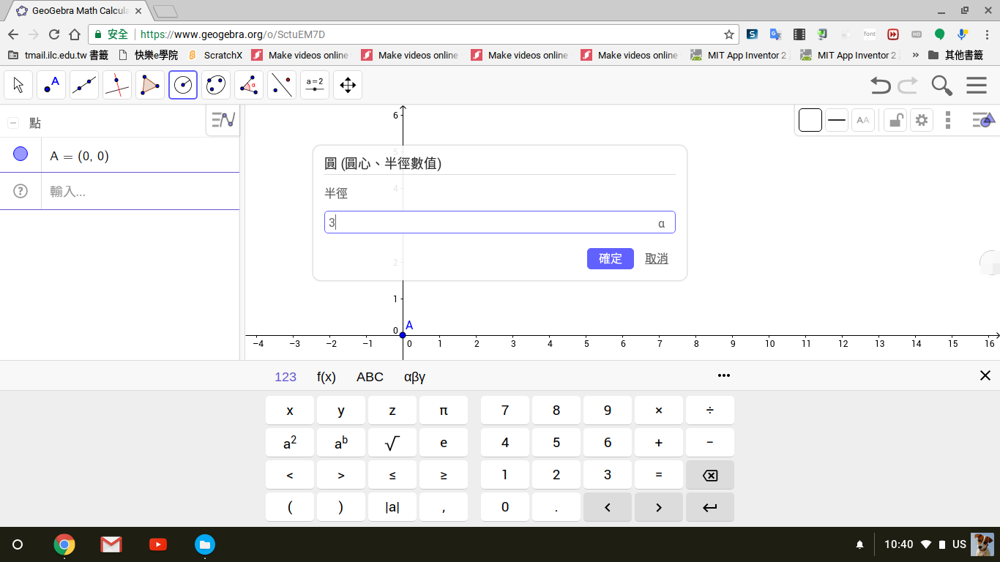 GeoGebra Math Calcula
安全 https://www.geogebra.org/o/SctuEM7D
font HD
tmail.ilc.edu.tw 書籤 快樂e學院 ScratchX Make videos online Make videos online Make videos online Make videos online MIT App Inventor 2 MIT App Inventor 2 » 其他書籤
A α a=2
點
A = (0, 0)
輸入...
AA
6
5
4
2
1
0
圓 (圓心、半徑數值)
半徑
3 α
確定 取消
A
−4 −3 −2 −1 0 1 2 3 4 5 6 7 8 9 10 11 12 13 14 15 16
123 f(x) ABC αβγ
x y z π 7 8 9 × ÷
a² aᵇ √ e 4 5 6 + −
< > ≤ ≥ 1 2 3 =
( ) |a| , 0 .
10:40 US